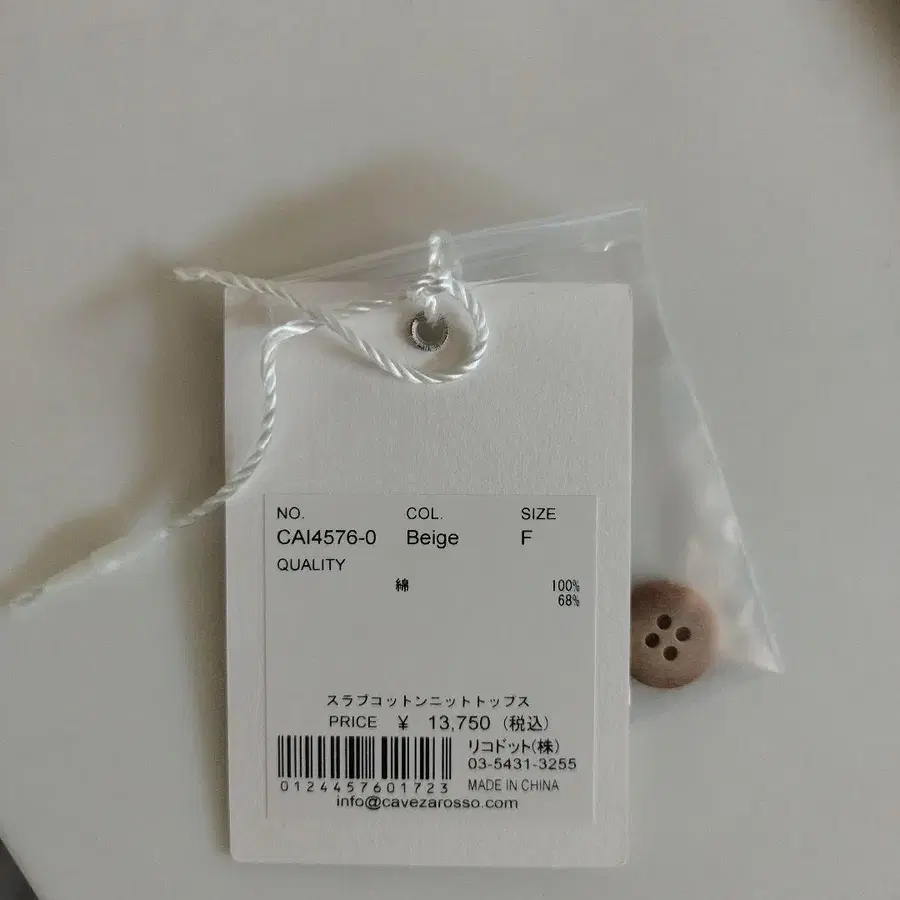 NO. COL. SIZE
CAI4576-0 Beige F
QUALITY
綿 100%
68%
スラブコットンニットトップス
PRICE ¥ 13,750 (税込)
リコドット(株)
03-5431-3255
0124457601723 MADE IN CHINA
info@cavezarosso.com